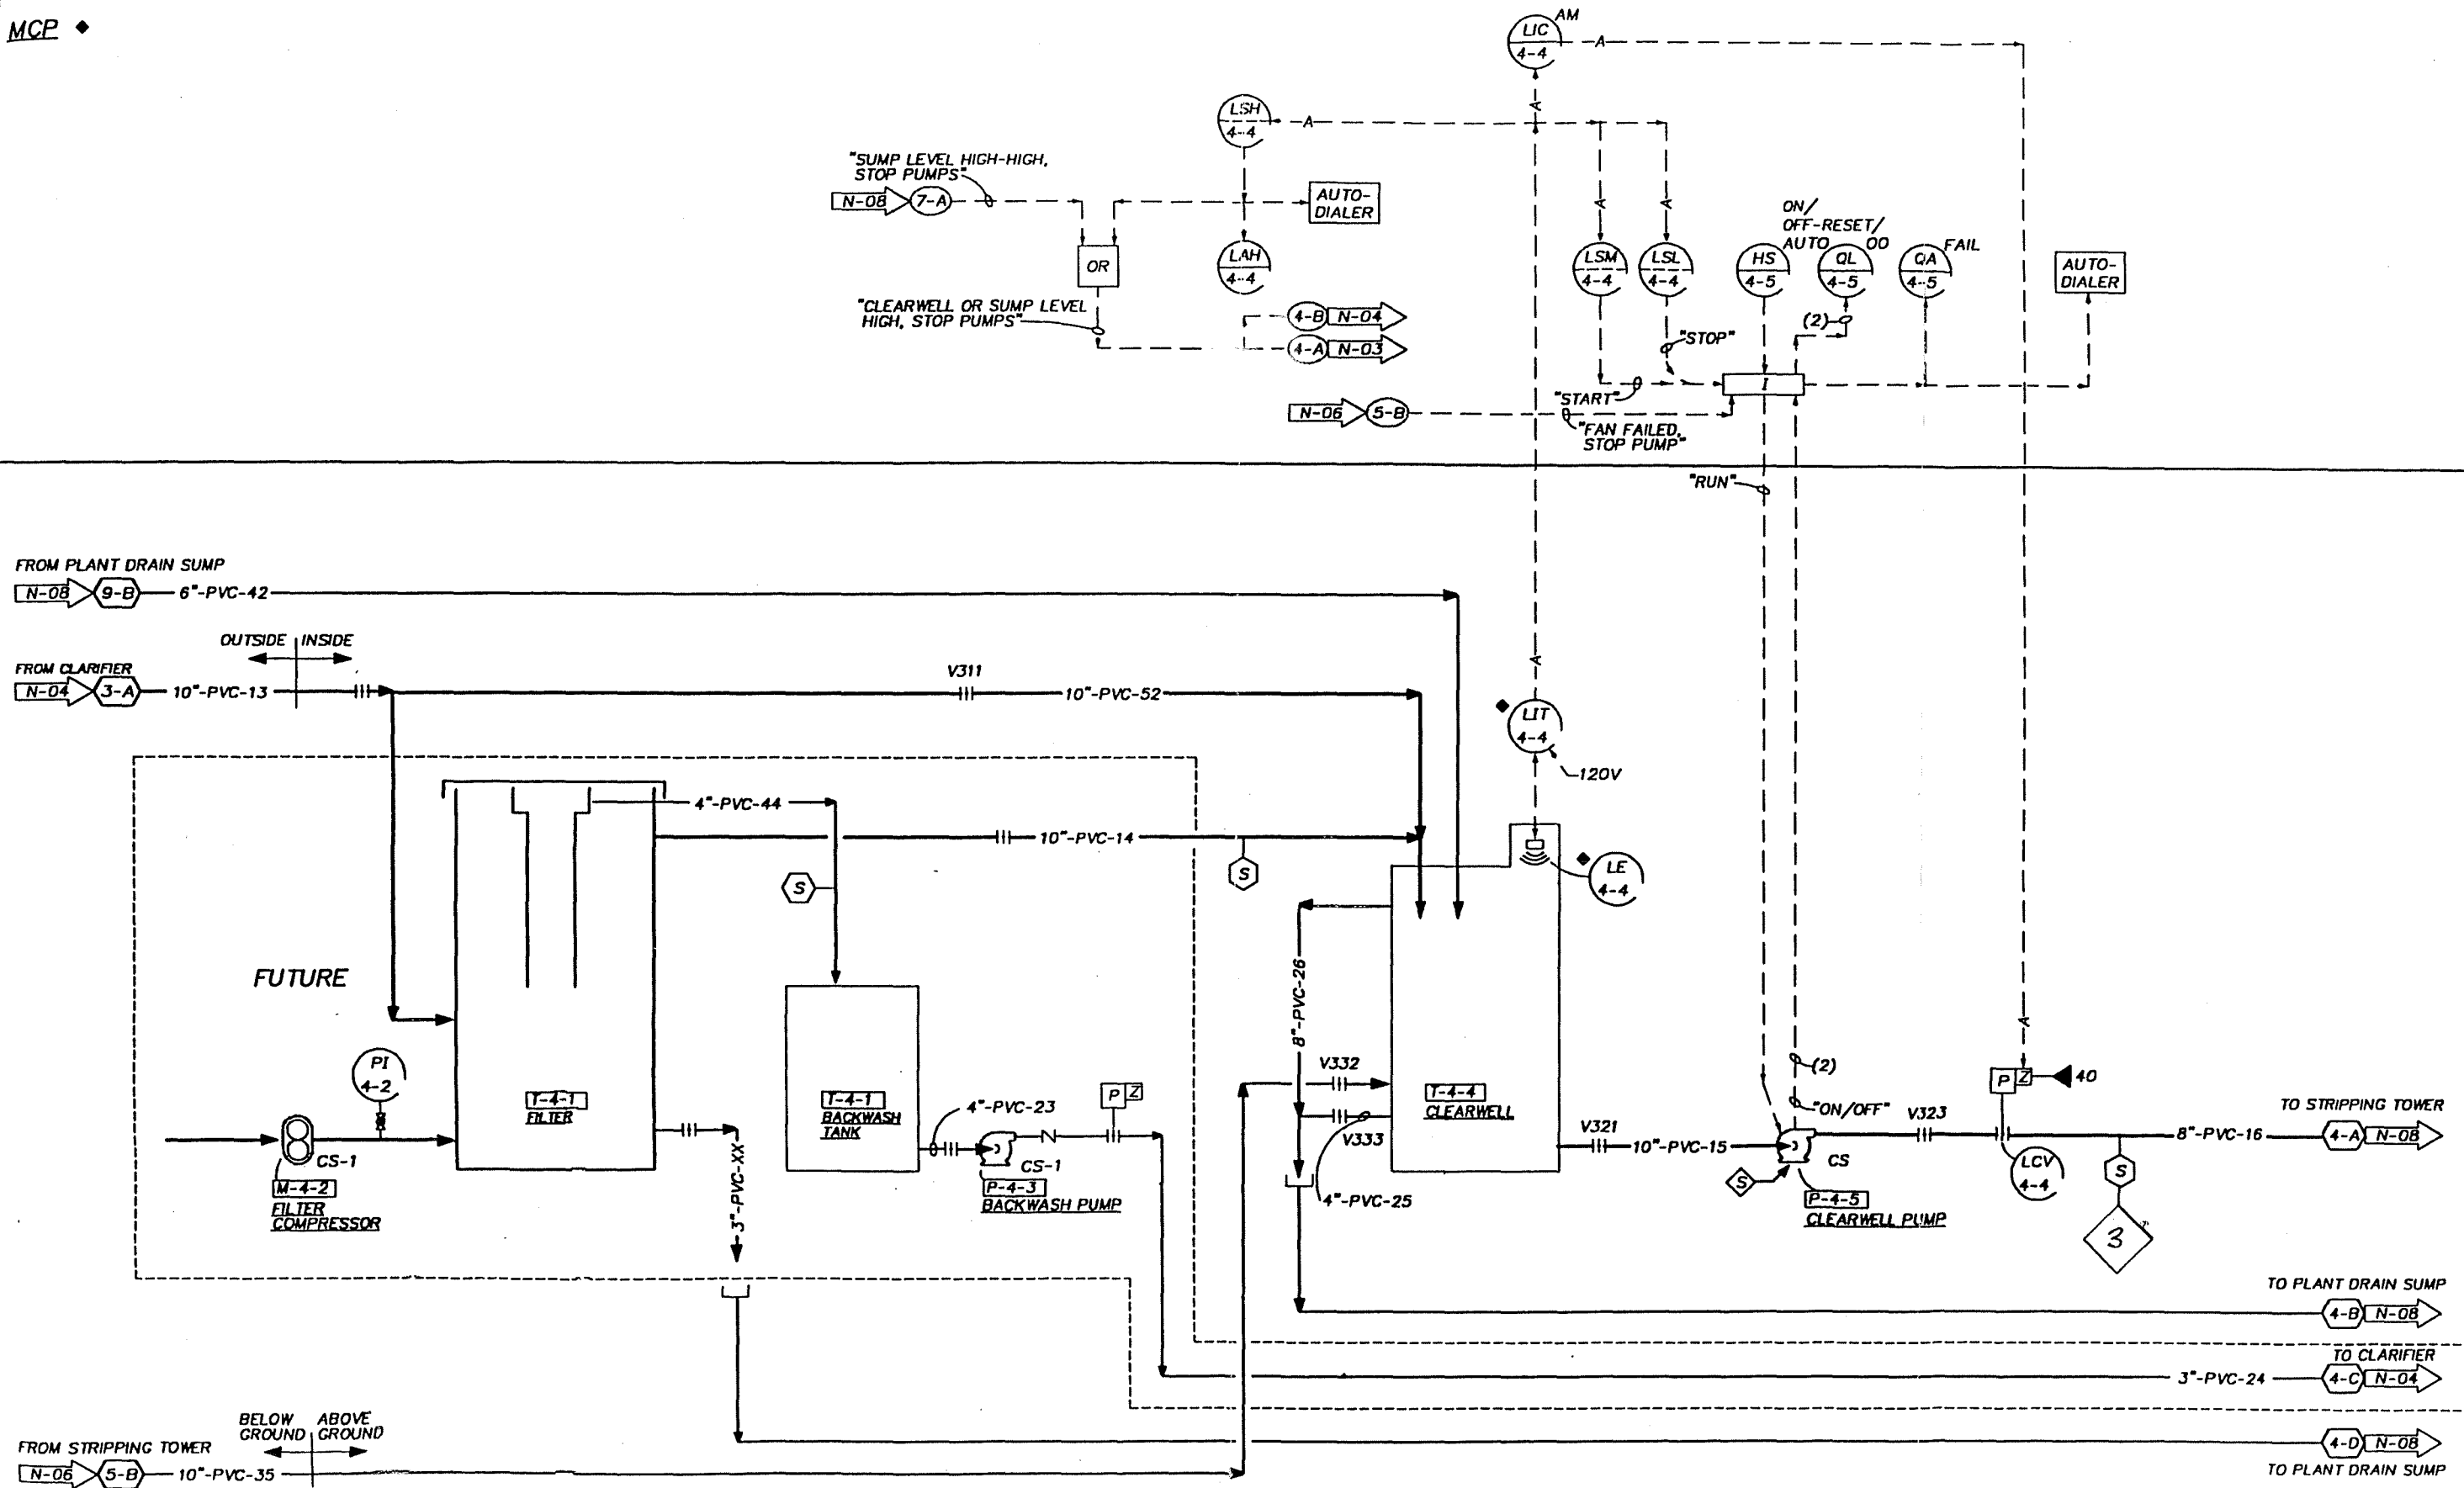 MCP
LIC
4-4
AM
A
LSH
4-4
A
A
"SUMP LEVEL HIGH-HIGH,
STOP PUMPS"
N-08
7-A
AUTO-
DIALER
OR
LAH
4-4
A
A
LSM
4-4
LSL
4-4
ON/
OFF-RESET/
AUTO
HS
4-5
OO
QL
4-5
FAIL
QA
4-5
AUTO-
DIALER
"CLEARWELL OR SUMP LEVEL
HIGH, STOP PUMPS"
4-B
N-04
4-A
N-03
(2)
"STOP"
I
"START"
N-06
5-B
"FAN FAILED,
STOP PUMP"
"RUN"
FROM PLANT DRAIN SUMP
N-08
9-B
6"-PVC-42
OUTSIDE
INSIDE
FROM CLARIFIER
N-04
3-A
10"-PVC-13
V311
10"-PVC-52
A
LIT
4-4
120V
4"-PVC-44
10"-PVC-14
S
S
LE
4-4
FUTURE
8"-PVC-26
A
PI
4-2
T-4-1
FILTER
T-4-1
BACKWASH
TANK
4"-PVC-23
P
Z
V332
T-4-4
CLEARWELL
V333
4"-PVC-25
V321
10"-PVC-15
(2)
"ON/OFF"
V323
P
Z
40
TO STRIPPING TOWER
8"-PVC-16
4-A
N-08
CS-1
M-4-2
FILTER
COMPRESSOR
3"-PVC-XX
CS-1
P-4-3
BACKWASH PUMP
S
CS
P-4-5
CLEARWELL PUMP
LCV
4-4
S
3
TO PLANT DRAIN SUMP
4-B
N-08
TO CLARIFIER
3"-PVC-24
4-C
N-04
BELOW
GROUND
ABOVE
GROUND
FROM STRIPPING TOWER
N-06
5-B
10"-PVC-35
4-D
N-08
TO PLANT DRAIN SUMP